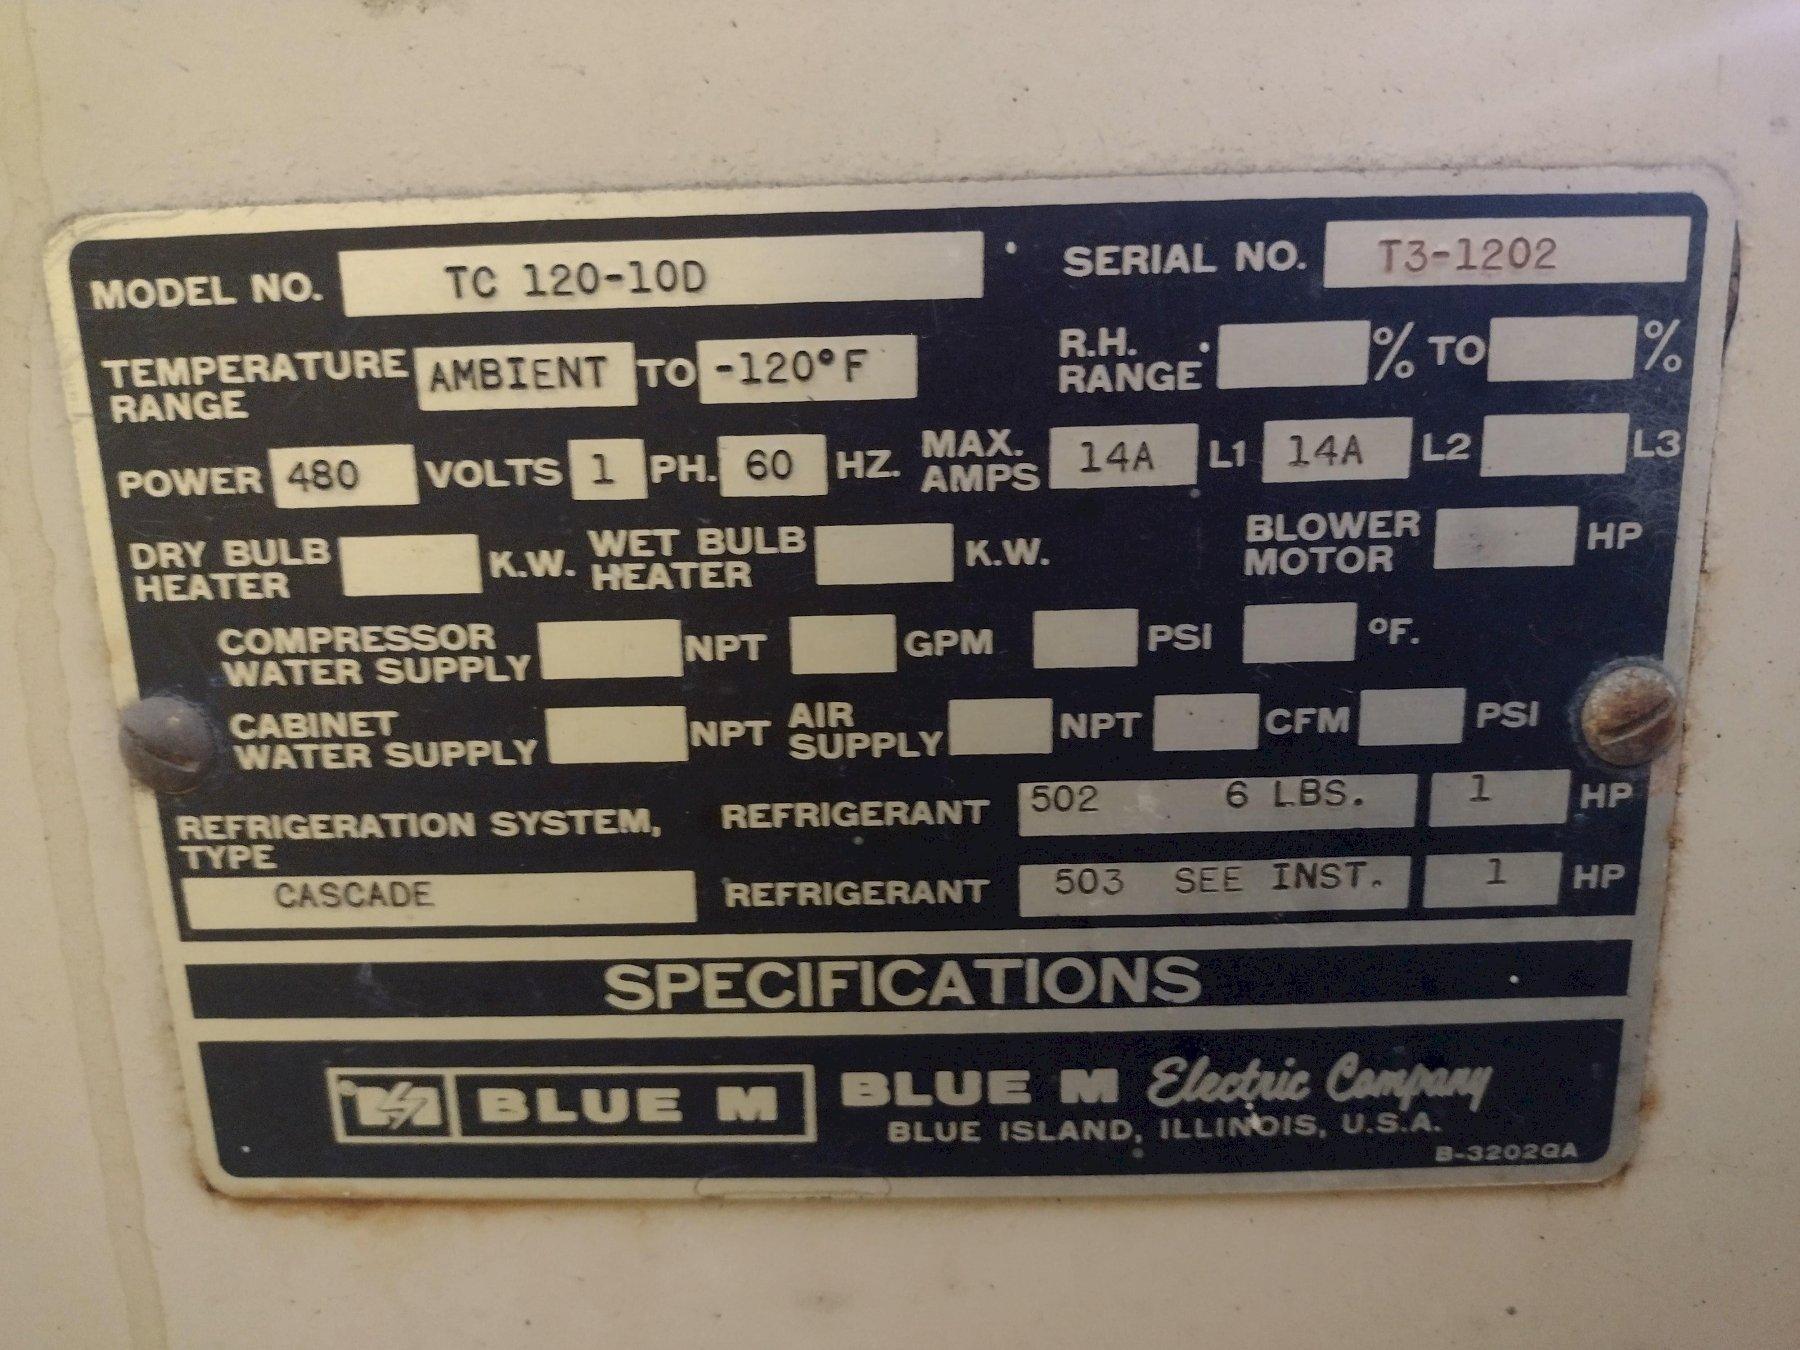 MODEL NO. TC 120-10D SERIAL NO. T3-1202
TEMPERATURE RANGE AMBIENT TO -120°F R.H. RANGE % TO %
POWER 480 VOLTS 1 PH. 60 HZ. MAX. AMPS 14A L1 14A L2 L3
DRY BULB HEATER K.W. WET BULB HEATER K.W. BLOWER MOTOR HP
COMPRESSOR WATER SUPPLY NPT GPM PSI °F.
CABINET WATER SUPPLY NPT AIR SUPPLY NPT CFM PSI
REFRIGERATION SYSTEM, TYPE REFRIGERANT 502 6 LBS. 1 HP
CASCADE REFRIGERANT 503 SEE INST. 1 HP
SPECIFICATIONS
BLUE M BLUE M Electric Company
BLUE ISLAND, ILLINOIS, U.S.A.
B-3202GA